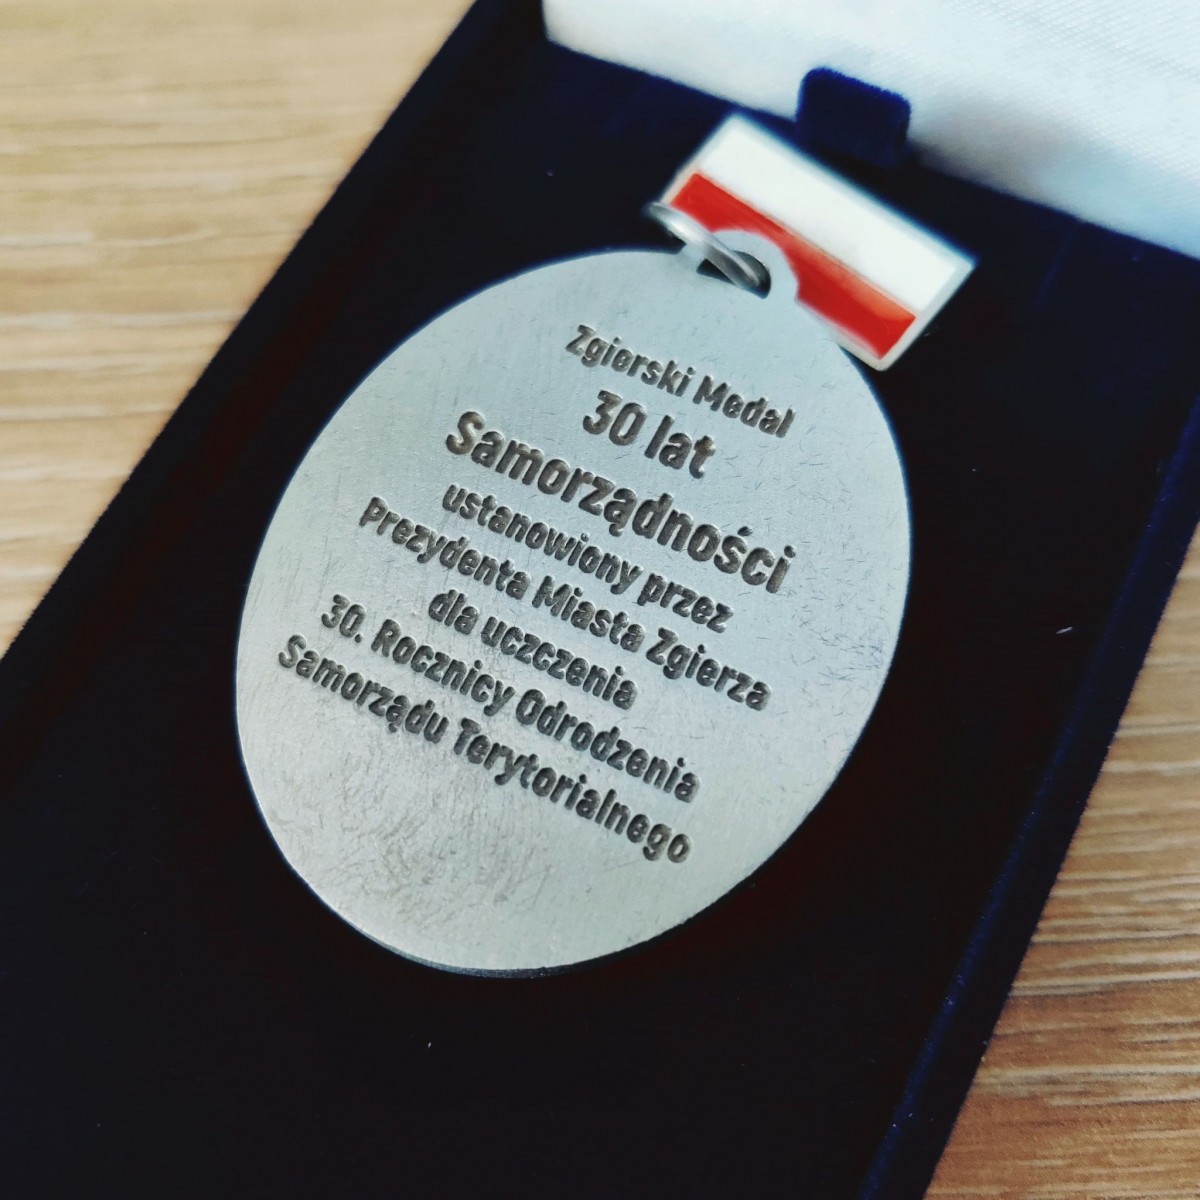 Zgierski Medal
30 lat
Samorządności
ustanowiony przez
Prezydenta Miasta Zgierza
dla uczczenia
30. Rocznicy Odrodzenia
Samorządu Terytorialnego